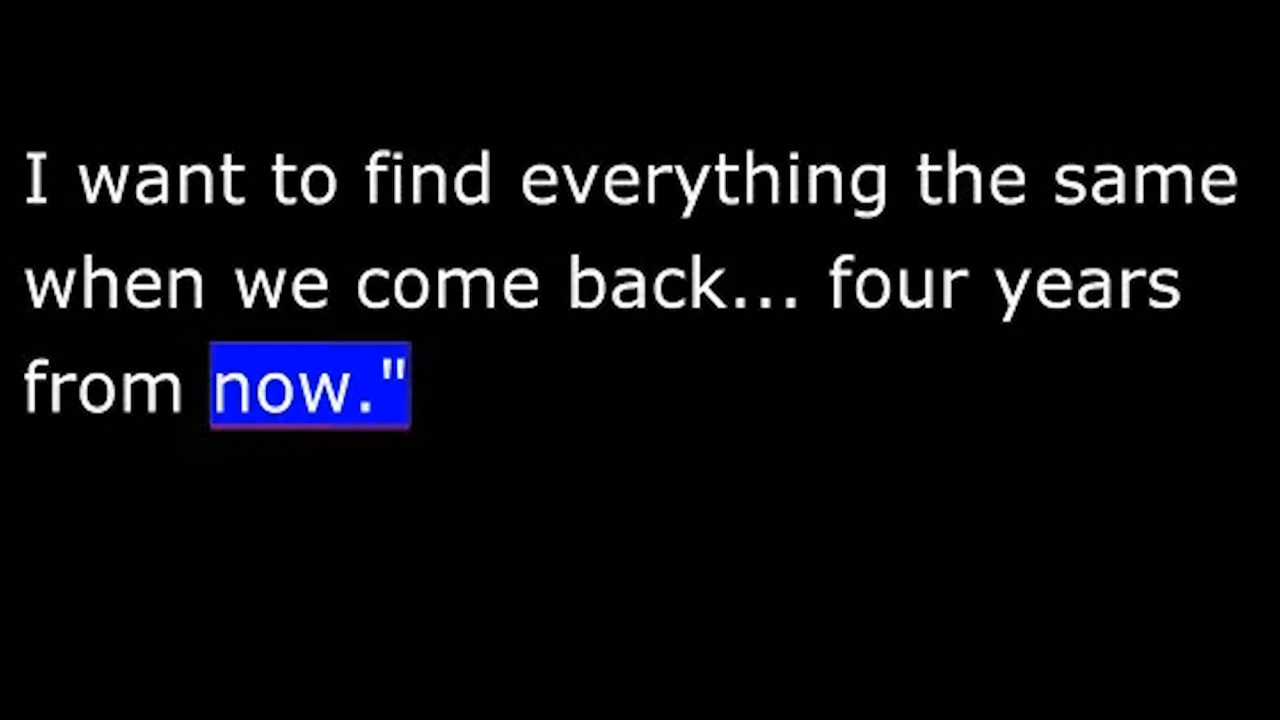 I want to find everything the same
when we come back... four years
from now."